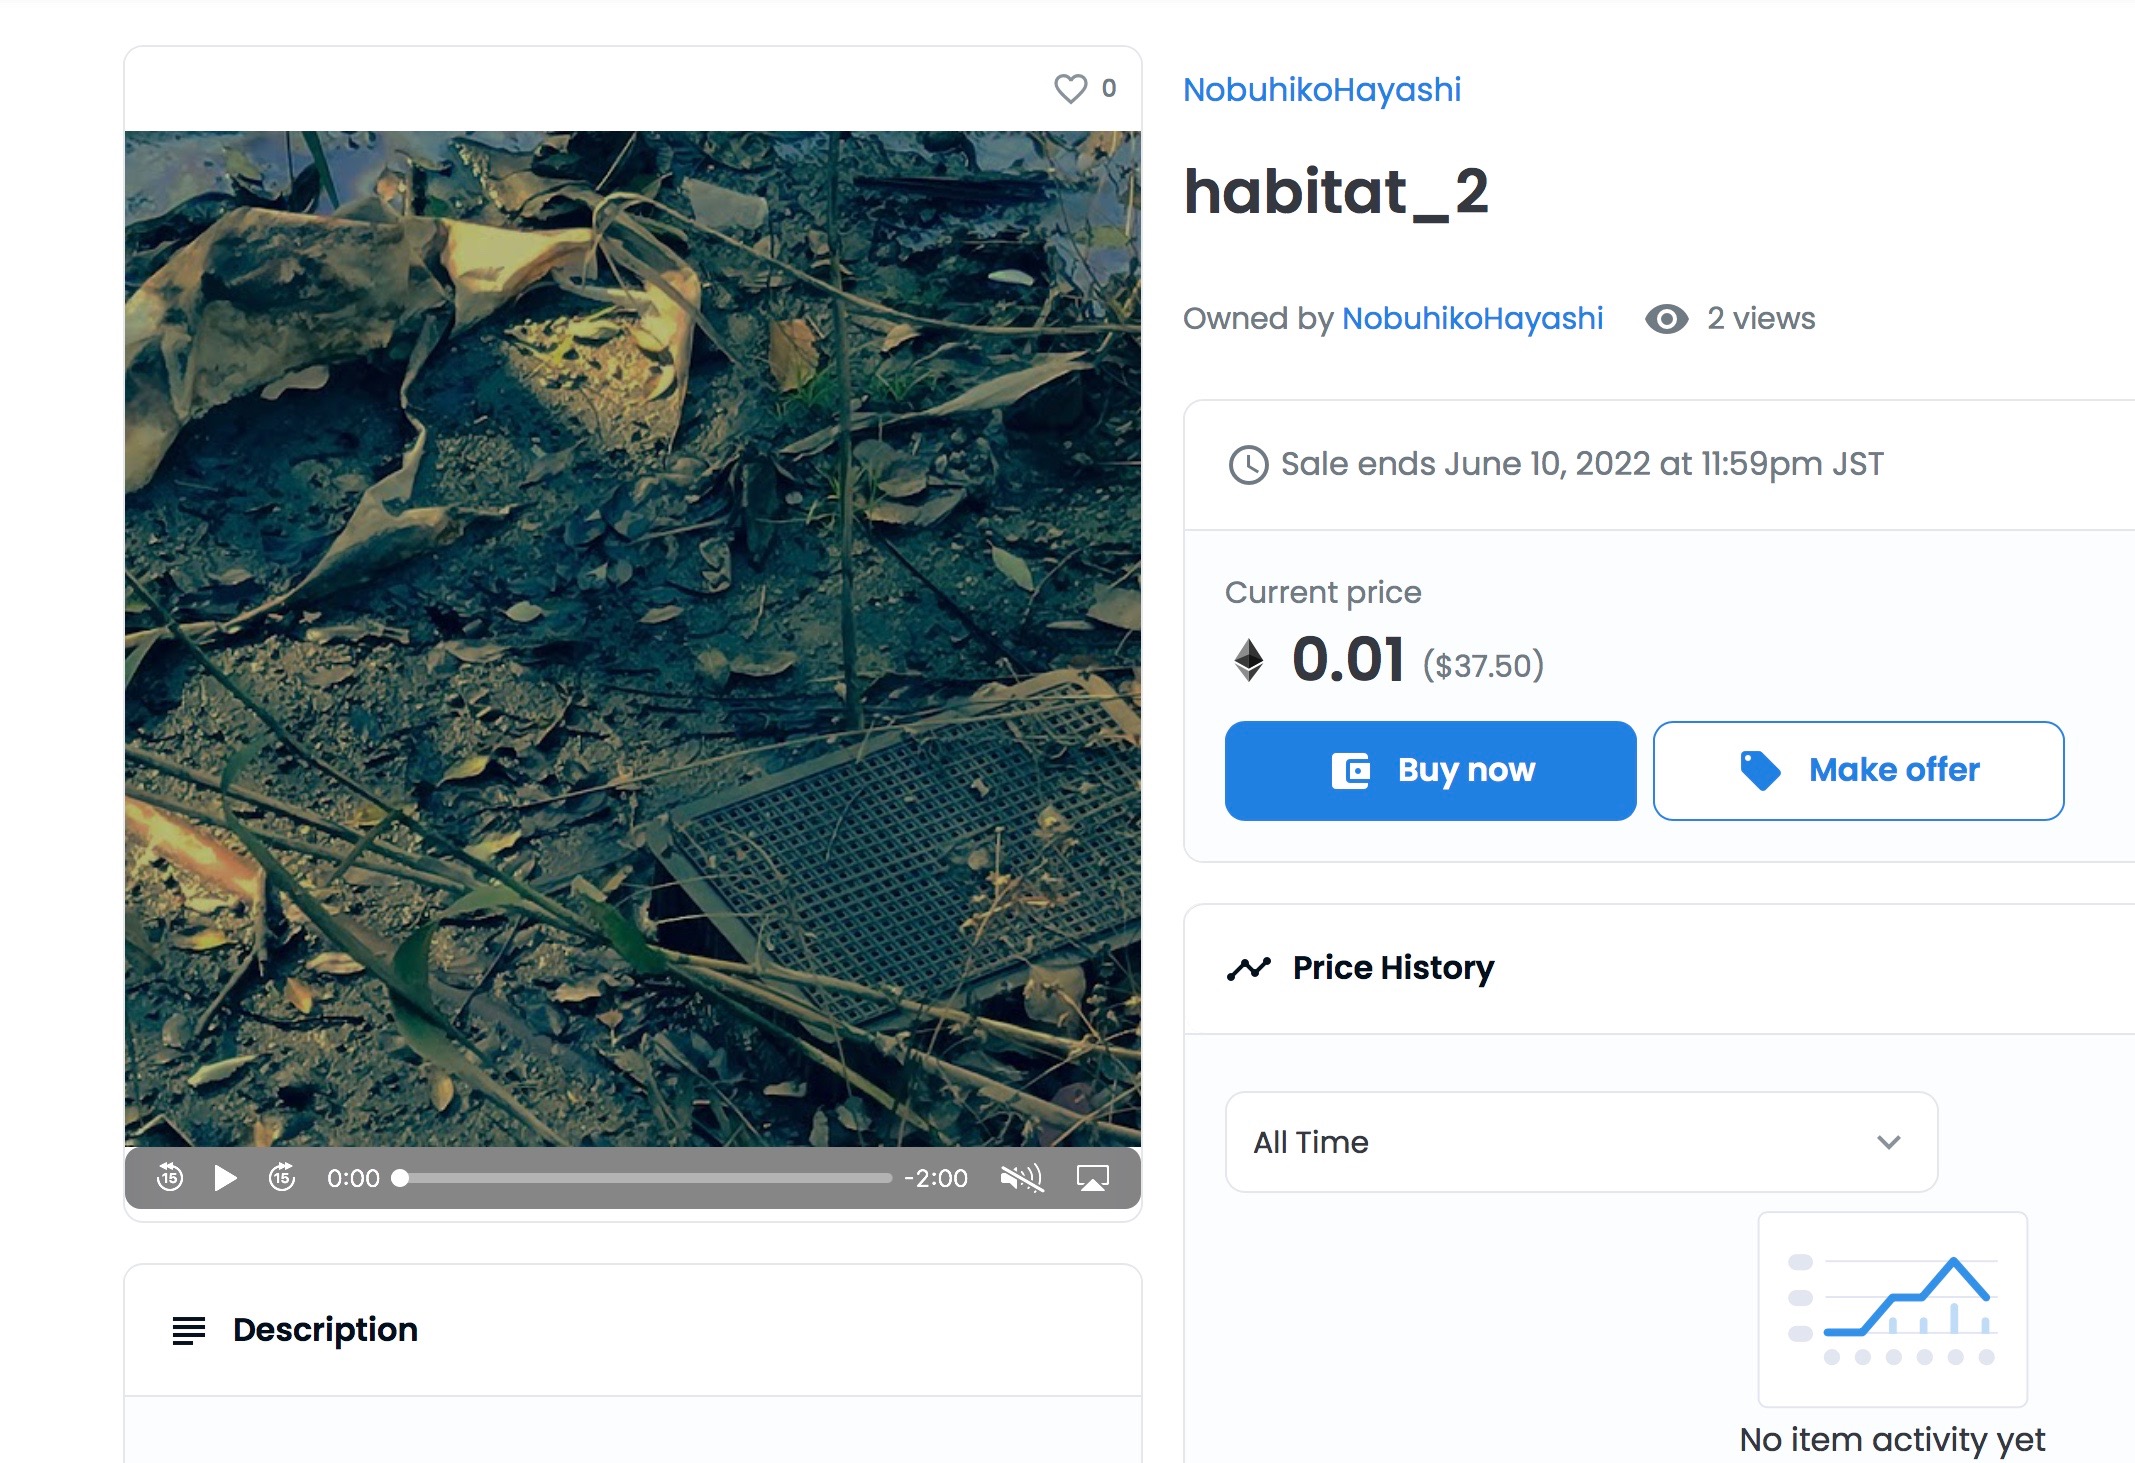 0
NobuhikoHayashi
habitat_2
Owned by NobuhikoHayashi 2 views
Sale ends June 10, 2022 at 11:59pm JST
Current price
0.01 ($37.50)
Buy now
Make offer
Price History
All Time
No item activity yet
15 15 0:00 -2:00
Description